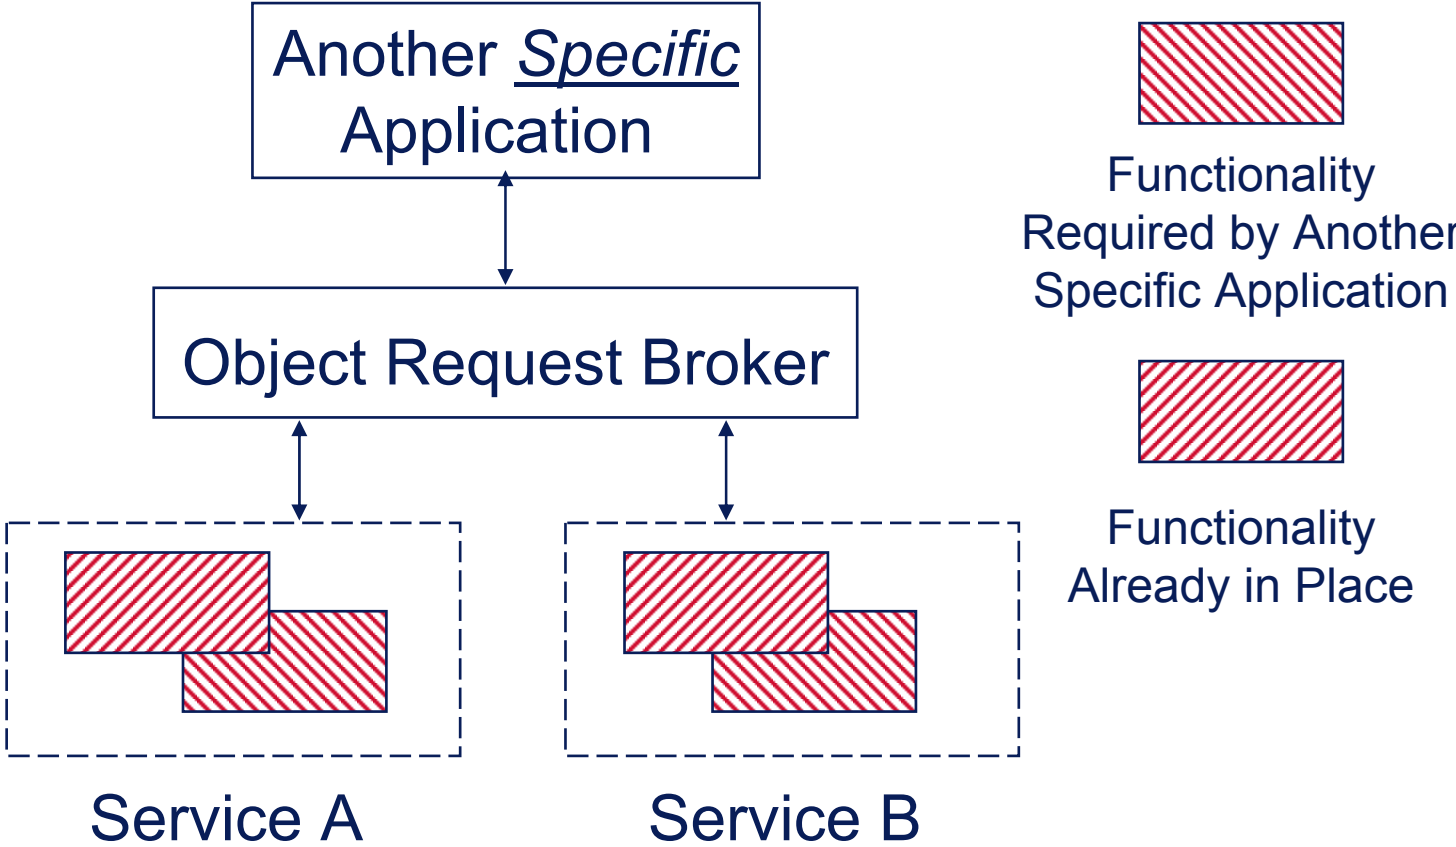 Another Specific
Application
Object Request Broker
Service A
Service B
Functionality
Required by Another
Specific Application
Functionality
Already in Place